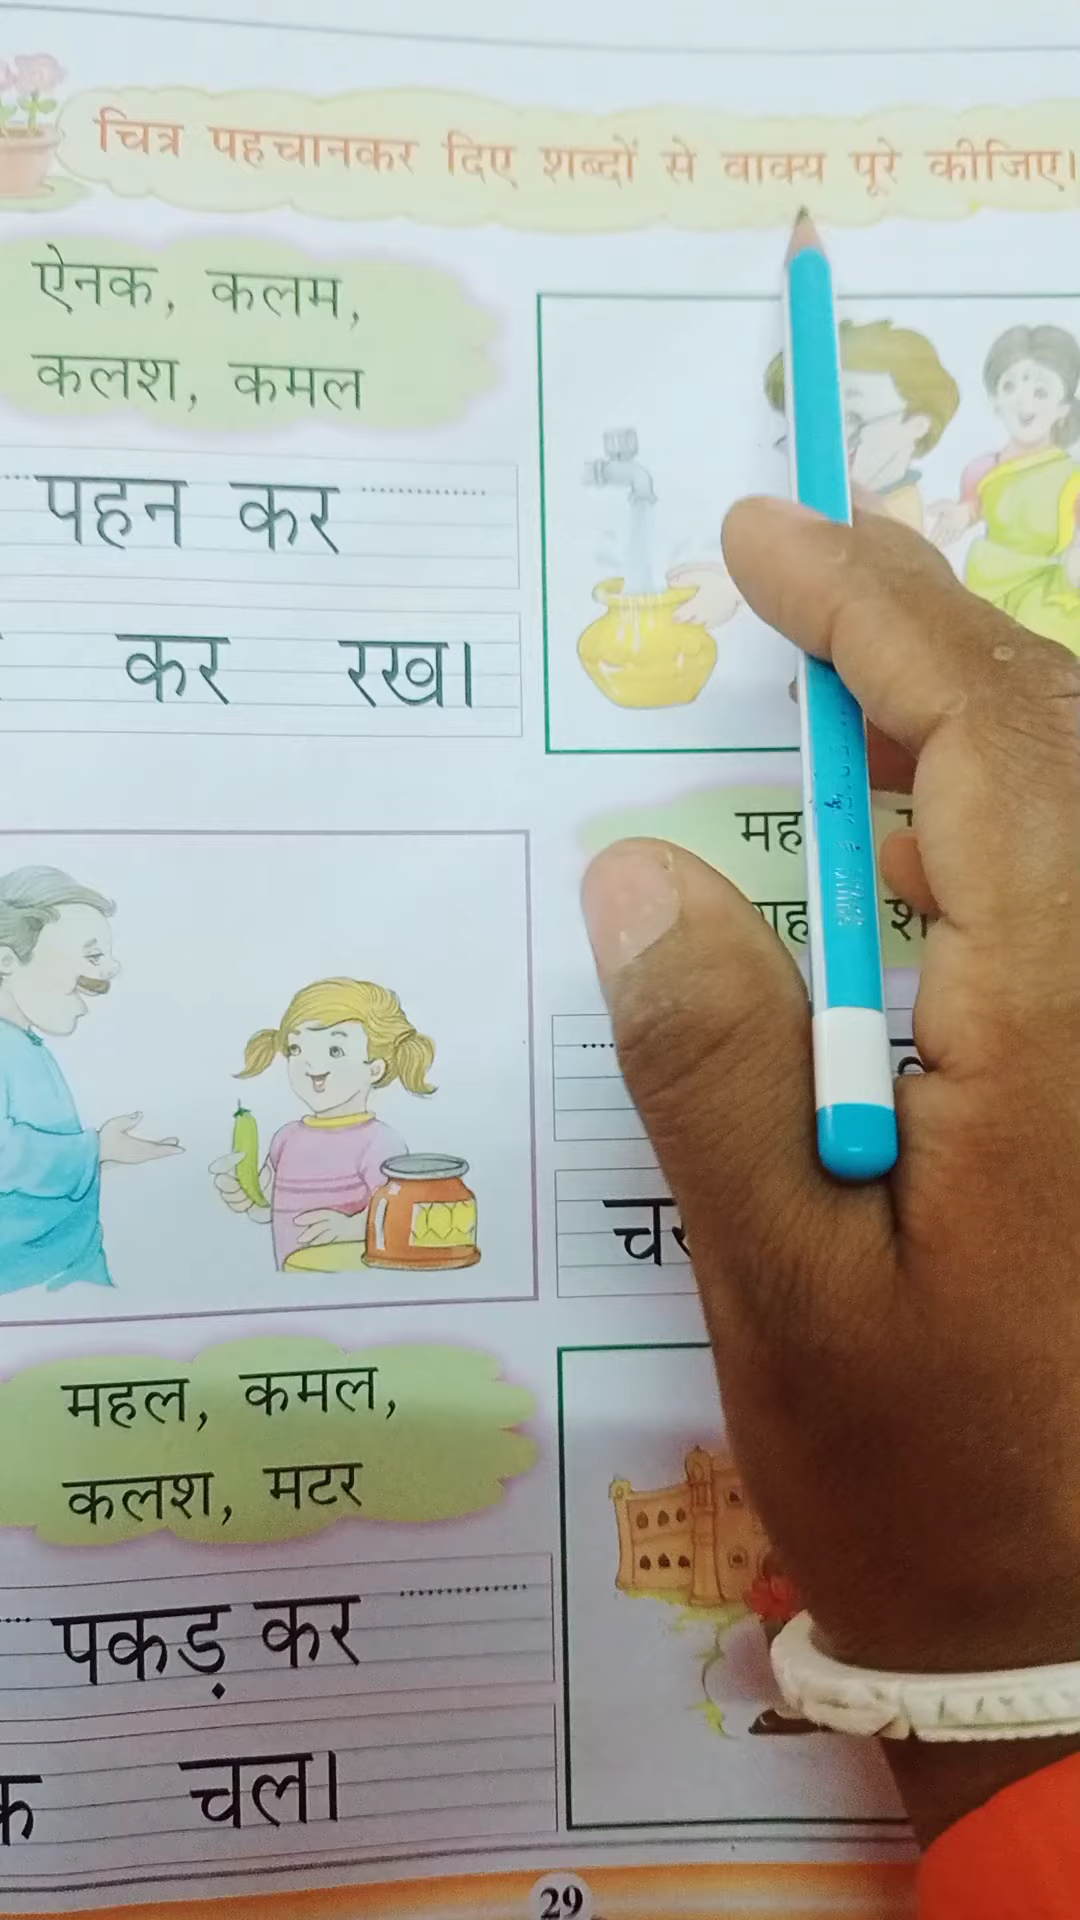 चित्र पहचानकर दिए शब्दों से वाक्य पूरे कीजिए।
ऐनक, कलम,
कलश, कमल
पहन कर
कर रख।
महल, कमल,
कलश, मटर
पकड़ कर
चल।
29